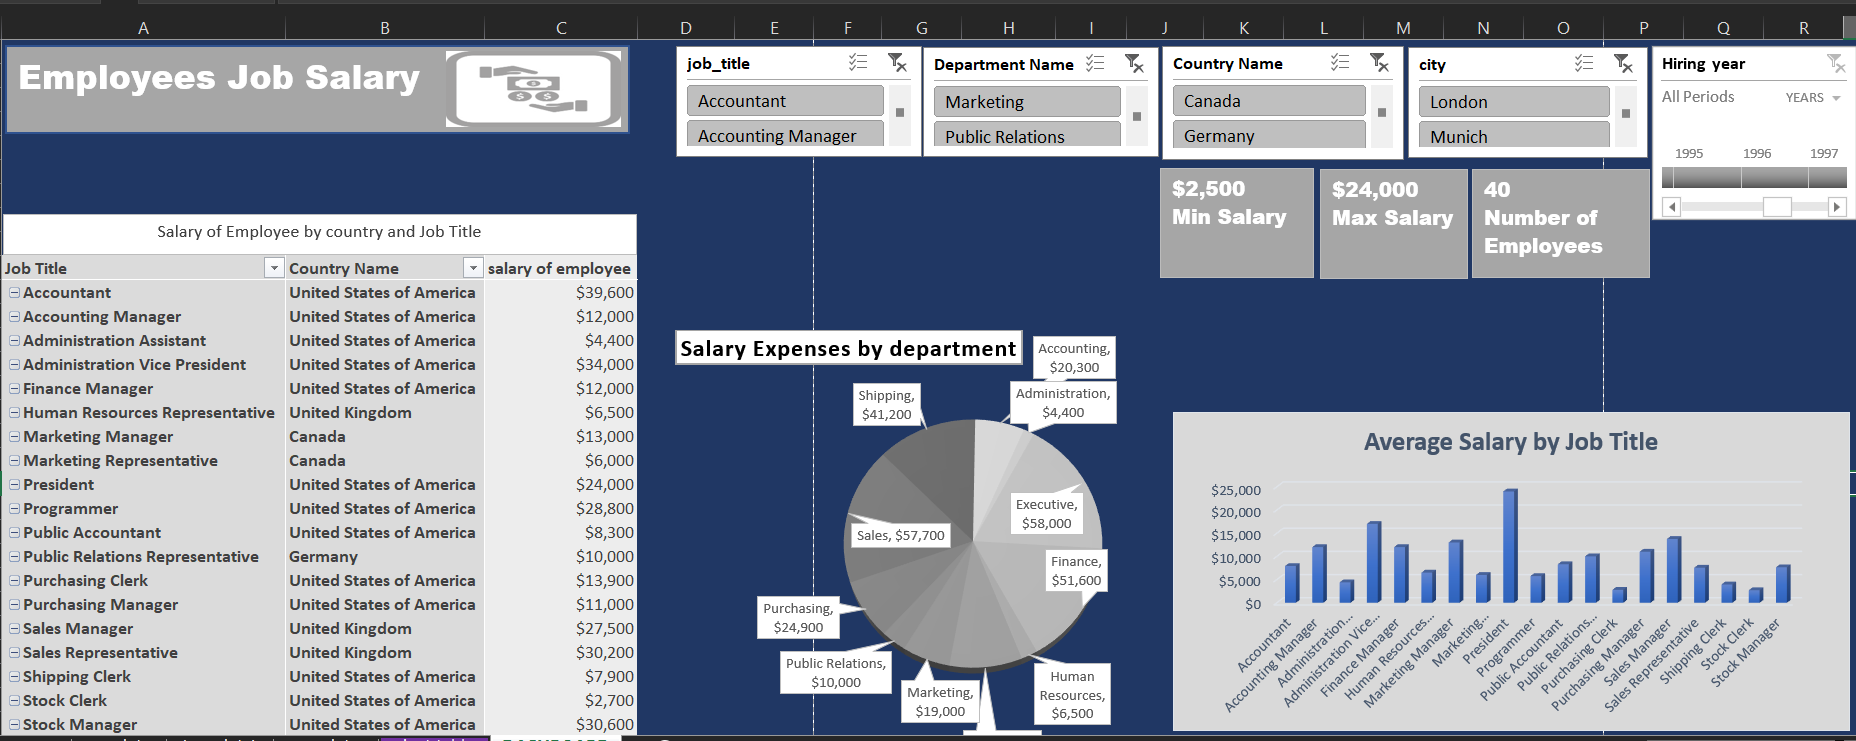 A B C D E F G H I J K L M N O P Q R
Employees Job Salary
job_title
Accountant
Accounting Manager
Department Name
Marketing
Public Relations
Country Name
Canada
Germany
city
London
Munich
Hiring year
All Periods YEARS
1995 1996 1997
$2,500
Min Salary
$24,000
Max Salary
40
Number of
Employees
Salary of Employee by country and Job Title
Job Title Country Name salary of employee
Accountant United States of America $39,600
Accounting Manager United States of America $12,000
Administration Assistant United States of America $4,400
Administration Vice President United States of America $34,000
Finance Manager United States of America $12,000
Human Resources Representative United Kingdom $6,500
Marketing Manager Canada $13,000
Marketing Representative Canada $6,000
President United States of America $24,000
Programmer United States of America $28,800
Public Accountant United States of America $8,300
Public Relations Representative Germany $10,000
Purchasing Clerk United States of America $13,900
Purchasing Manager United States of America $11,000
Sales Manager United Kingdom $27,500
Sales Representative United Kingdom $30,200
Shipping Clerk United States of America $7,900
Stock Clerk United States of America $2,700
Stock Manager United States of America $30,600
Salary Expenses by department
Accounting,
$20,300
Administration,
$4,400
Shipping,
$41,200
Executive,
$58,000
Sales, $57,700
Finance,
$51,600
Purchasing,
$24,900
Public Relations,
$10,000
Marketing,
$19,000
Human
Resources,
$6,500
Average Salary by Job Title
$25,000
$20,000
$15,000
$10,000
$5,000
$0
Accountant
Accounting Manager
Administration...
Administration Vice...
Finance Manager
Human Resources...
Marketing Manager
Marketing...
President
Programmer
Public Accountant
Public Relations...
Purchasing Clerk
Purchasing Manager
Sales Manager
Sales Representative
Shipping Clerk
Stock Clerk
Stock Manager